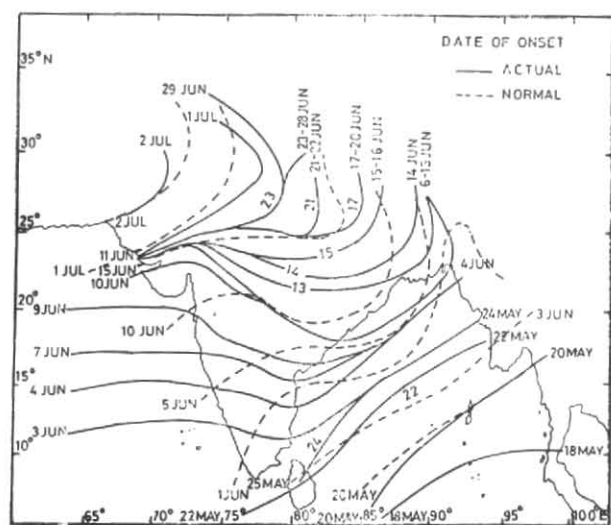 DATE OF ONSET
ACTUAL
NORMAL
35°N
30°
25°
20°
15°
10°
29 JUN
1 JUL
2 JUL
23-28 JUN
21-22 JUN
17-20 JUN
15-16 JUN
14 JUN
6-13 JUN
23
21
17
15
14
13
2 JUL
11 JUN
1 JUL
15 JUN
10 JUN
9 JUN
10 JUN
7 JUN
4 JUN
5 JUN
3 JUN
4 JUN
24 MAY
3 JUN
22 MAY
20 MAY
22
24
25 MAY
18 MAY
1 JUN
20 MAY
65°
70°
22 MAY
75°
80°
20 MAY
85°
16 MAY
90°
95°
100°E